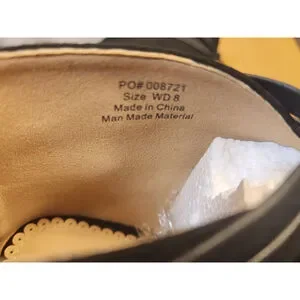 PO# 008721
Size WD 8
Made in China
Man Made Material